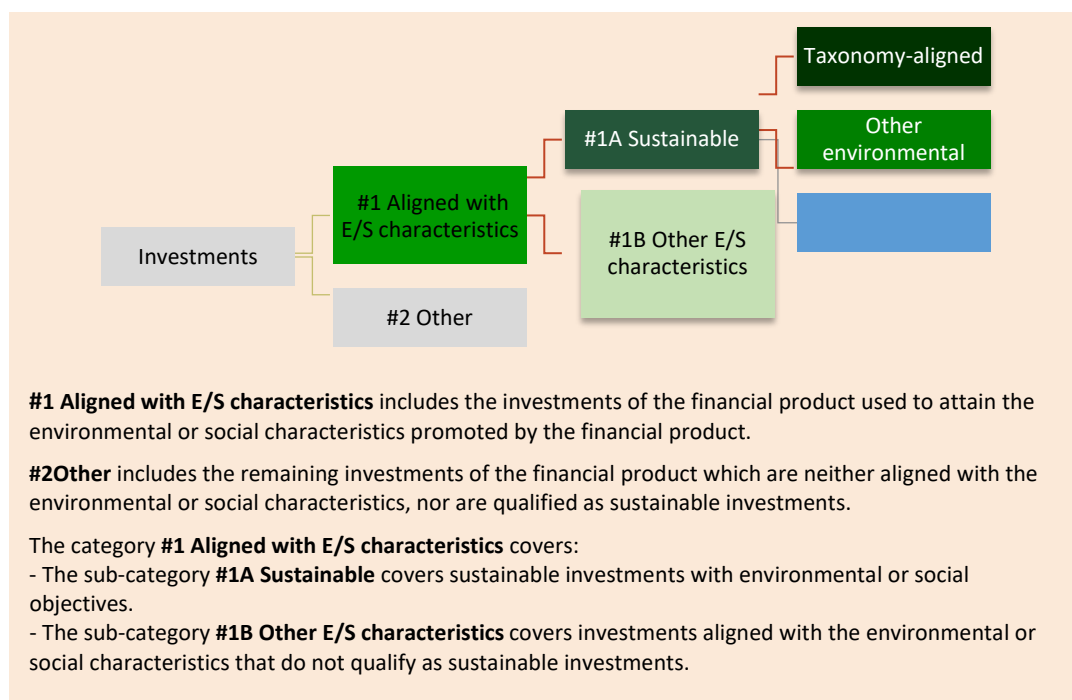 Taxonomy-aligned
#1A Sustainable
Other
environmental
#1 Aligned with
E/S characteristics
#1B Other E/S
characteristics
Investments
#2 Other
#1 Aligned with E/S characteristics includes the investments of the financial product used to attain the
environmental or social characteristics promoted by the financial product.
#2Other includes the remaining investments of the financial product which are neither aligned with the
environmental or social characteristics, nor are qualified as sustainable investments.
The category #1 Aligned with E/S characteristics covers:
- The sub-category #1A Sustainable covers sustainable investments with environmental or social
objectives.
- The sub-category #1B Other E/S characteristics covers investments aligned with the environmental or
social characteristics that do not qualify as sustainable investments.